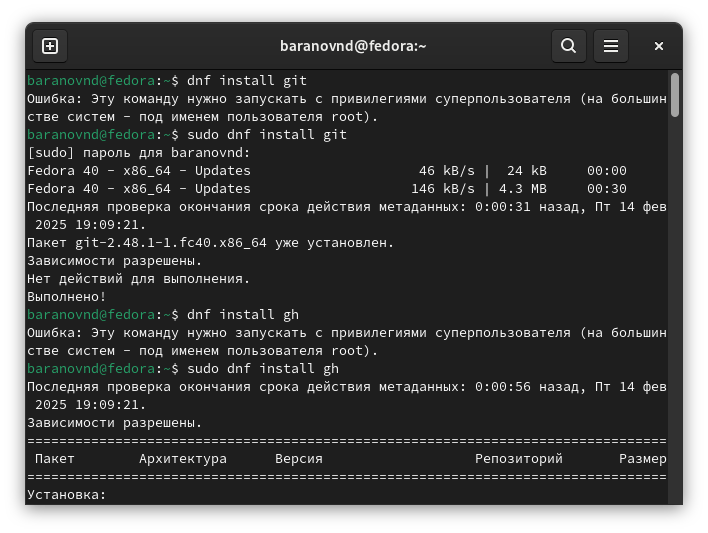 baranovnd@fedora:~
baranovnd@fedora:~$ dnf install git
Ошибка: Эту команду нужно запускать с привилегиями суперпользователя (на большин
стве систем - под именем пользователя root).
baranovnd@fedora:~$ sudo dnf install git
[sudo] пароль для baranovnd:
Fedora 40 - x86_64 - Updates                     46 kB/s |  24 kB     00:00
Fedora 40 - x86_64 - Updates                    146 kB/s | 4.3 MB     00:30
Последняя проверка окончания срока действия метаданных: 0:00:31 назад, Пт 14 фев
 2025 19:09:21.
Пакет git-2.48.1-1.fc40.x86_64 уже установлен.
Зависимости разрешены.
Нет действий для выполнения.
Выполнено!
baranovnd@fedora:~$ dnf install gh
Ошибка: Эту команду нужно запускать с привилегиями суперпользователя (на большин
стве систем - под именем пользователя root).
baranovnd@fedora:~$ sudo dnf install gh
Последняя проверка окончания срока действия метаданных: 0:00:56 назад, Пт 14 фев
 2025 19:09:21.
Зависимости разрешены.
================================================================================
 Пакет        Архитектура      Версия                   Репозиторий       Размер
================================================================================
Установка: